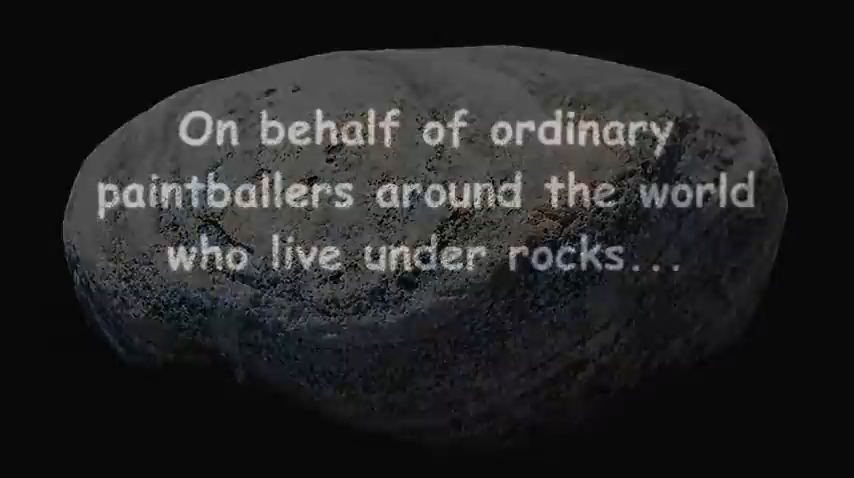 On behalf of ordinary
paintballers around the world
who live under rocks...